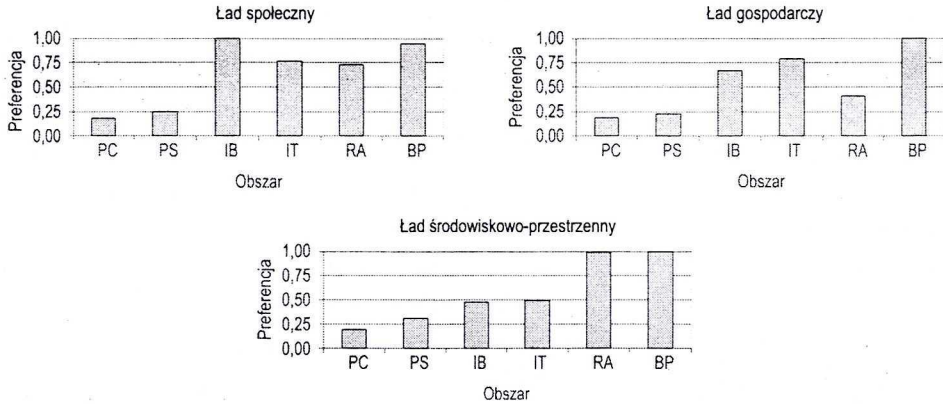 Ład społeczny
Preferencja
1,00
0,75
0,50
0,25
0,00
PC PS IB IT RA BP
Obszar
Ład gospodarczy
Preferencja
1,00
0,75
0,50
0,25
0,00
PC PS IB IT RA BP
Obszar
Ład środowiskowo-przestrzenny
Preferencja
1,00
0,75
0,50
0,25
0,00
PC PS IB IT RA BP
Obszar